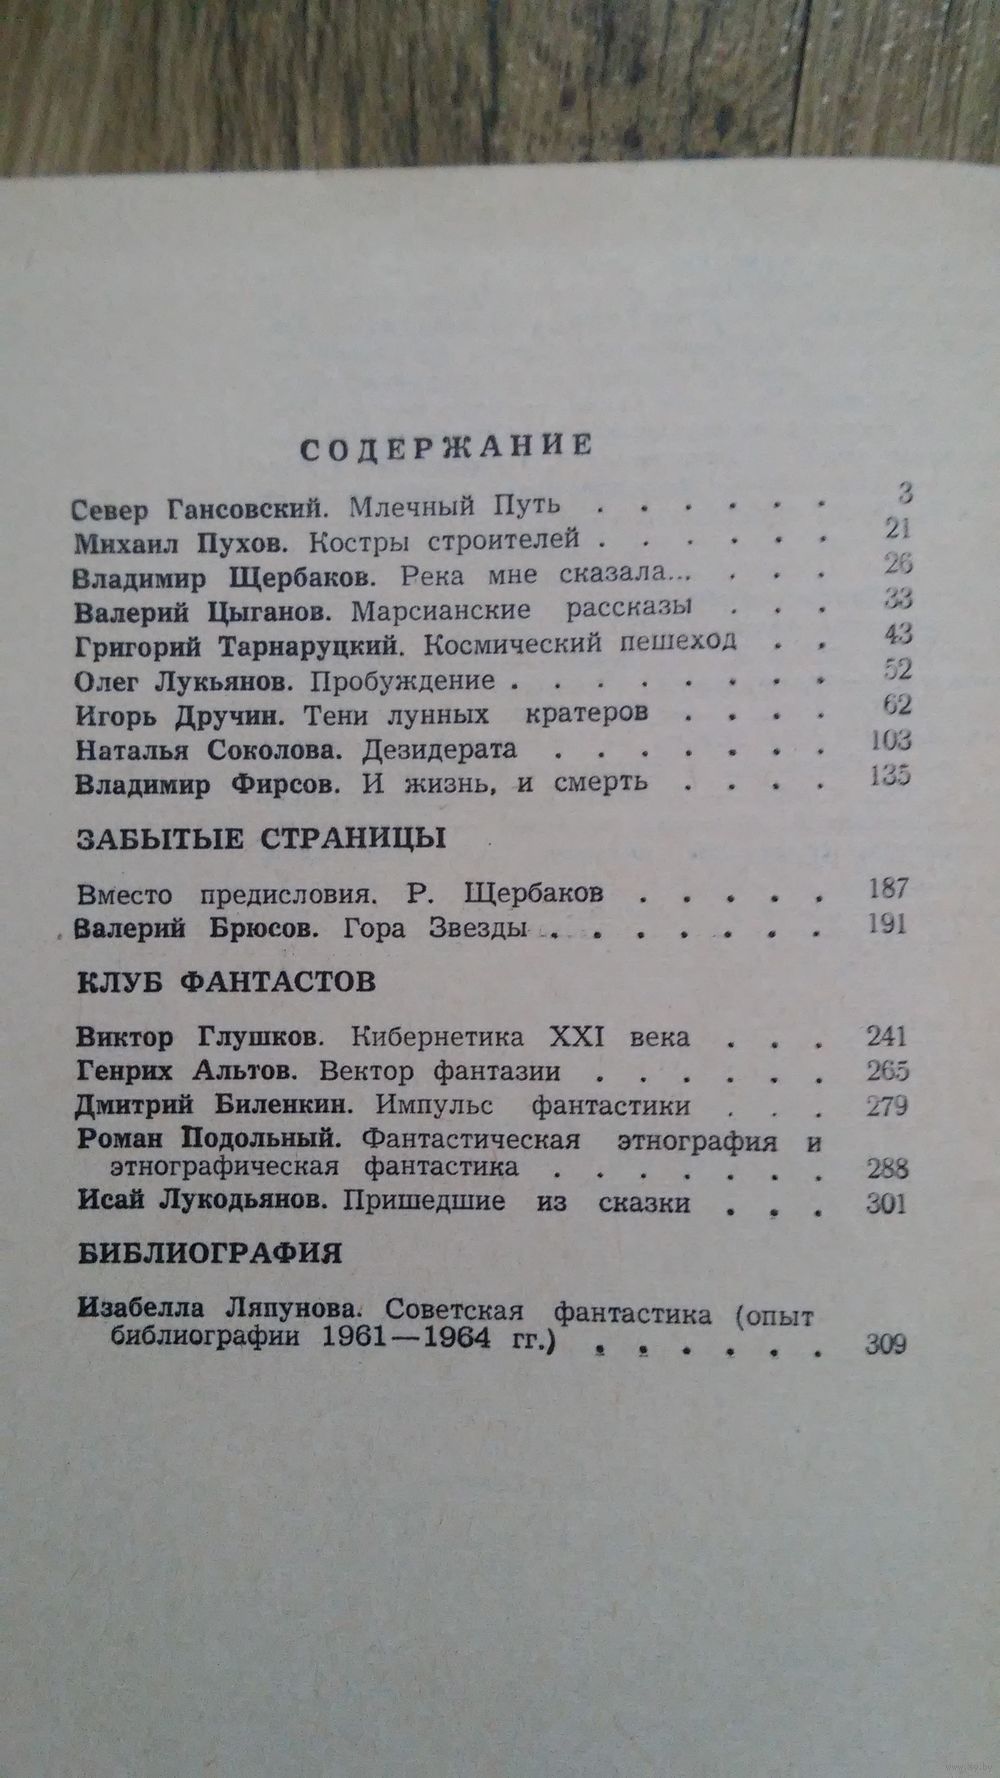 СОДЕРЖАНИЕ
Север Гансовский. Млечный Путь . . . . . . 3
Михаил Пухов. Костры строителей . . . . . . 21
Владимир Щербаков. Река мне сказала... . . . 26
Валерий Цыганов. Марсианские рассказы . . . 33
Григорий Тарнаруцкий. Космический пешеход . . 43
Олег Лукьянов. Пробуждение . . . . . . . . 52
Игорь Дручин. Тени лунных кратеров . . . . 62
Наталья Соколова. Дезидерата . . . . . . . 103
Владимир Фирсов. И жизнь, и смерть . . . . 135
ЗАБЫТЫЕ СТРАНИЦЫ
Вместо предисловия. Р. Щербаков . . . . . 187
Валерий Брюсов. Гора Звезды . . . . . . . 191
КЛУБ ФАНТАСТОВ
Виктор Глушков. Кибернетика XXI века . . . 241
Генрих Альтов. Вектор фантазии . . . . . . 265
Дмитрий Биленкин. Импульс фантастики . . . 279
Роман Подольный. Фантастическая этнография и
этнографическая фантастика . . . . . . . 288
Исай Лукодьянов. Пришедшие из сказки . . . 301
БИБЛИОГРАФИЯ
Изабелла Ляпунова. Советская фантастика (опыт
библиографии 1961—1964 гг.) . . . . . . 309